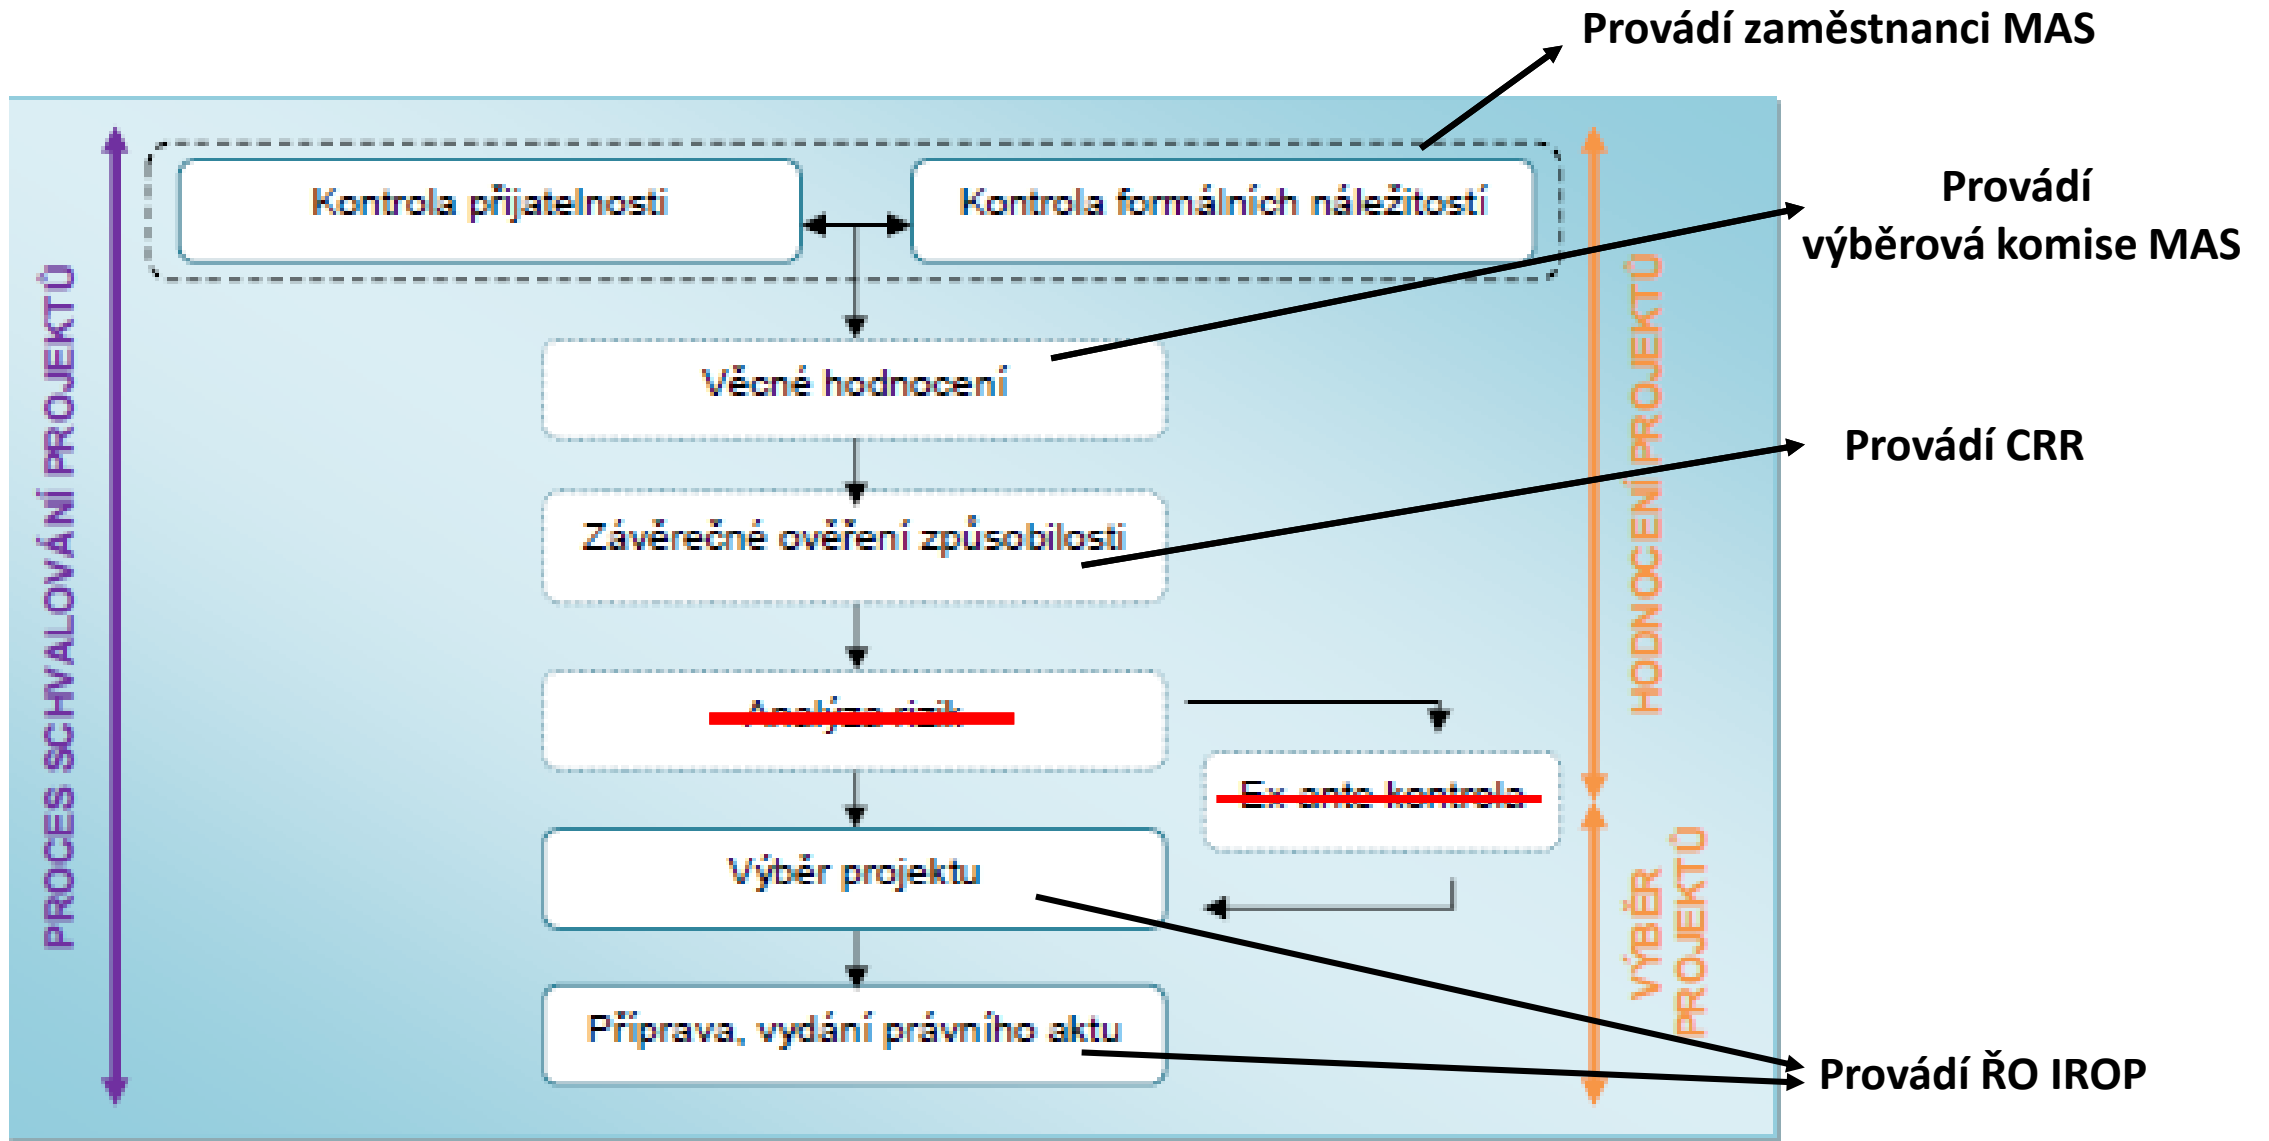 Provádí zaměstnanci MAS
Kontrola přijatelnosti
Kontrola formálních náležitostí
Provádí
výběrová komise MAS
Věcné hodnocení
Provádí CRR
Závěrečné ověření způsobilosti
Analýza rizik
Ex-ante kontrola
Výběr projektu
Příprava, vydání právního aktu
Provádí ŘO IROP
PROCES SCHVALOVÁNÍ PROJEKTŮ
HODNOCENÍ PROJEKTŮ
VÝBĚR
PROJEKTŮ